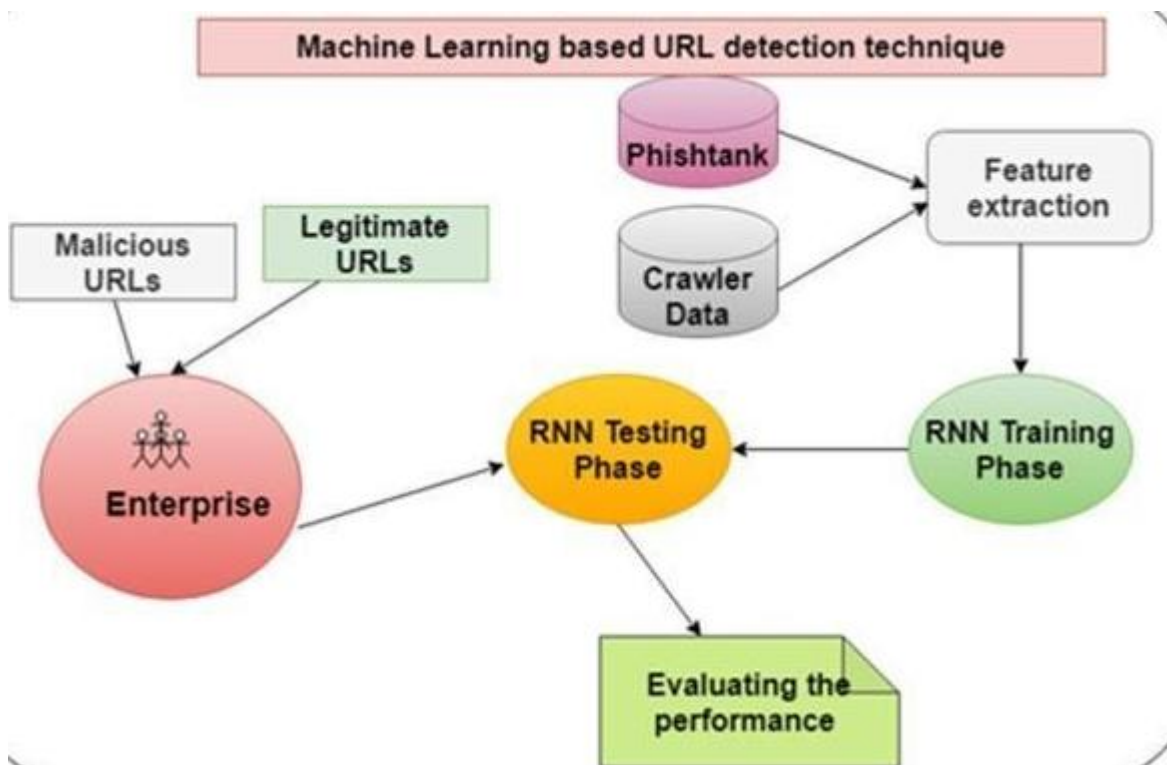 Machine Learning based URL detection technique
Phishtank
Feature
extraction
Crawler
Data
Malicious
URLs
Legitimate
URLs
Enterprise
RNN Testing
Phase
RNN Training
Phase
Evaluating the
performance